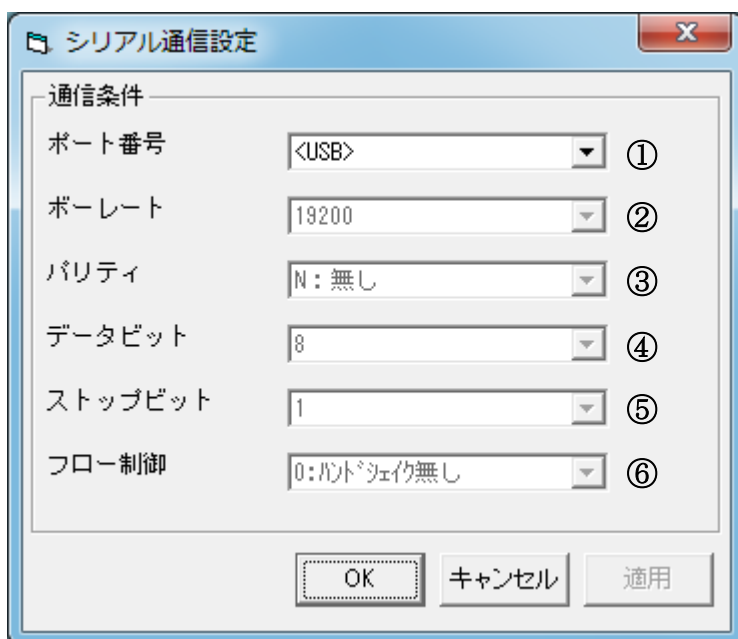 シリアル通信設定
通信条件
ポート番号 <USB> ①
ボーレート 19200 ②
パリティ N：無し ③
データビット 8 ④
ストップビット 1 ⑤
フロー制御 0:ﾊﾝﾄﾞｼｪｲｸ無し ⑥
OK キャンセル 適用